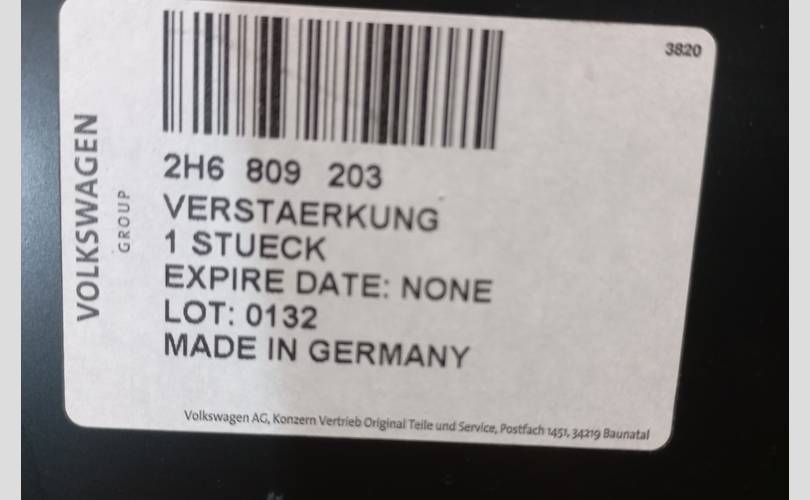 3820
VOLKSWAGEN
GROUP
2H6 809 203
VERSTAERKUNG
1 STUECK
EXPIRE DATE: NONE
LOT: 0132
MADE IN GERMANY
Volkswagen AG, Konzern Vertrieb Original Teile und Service, Postfach 1451, 34219 Baunatal